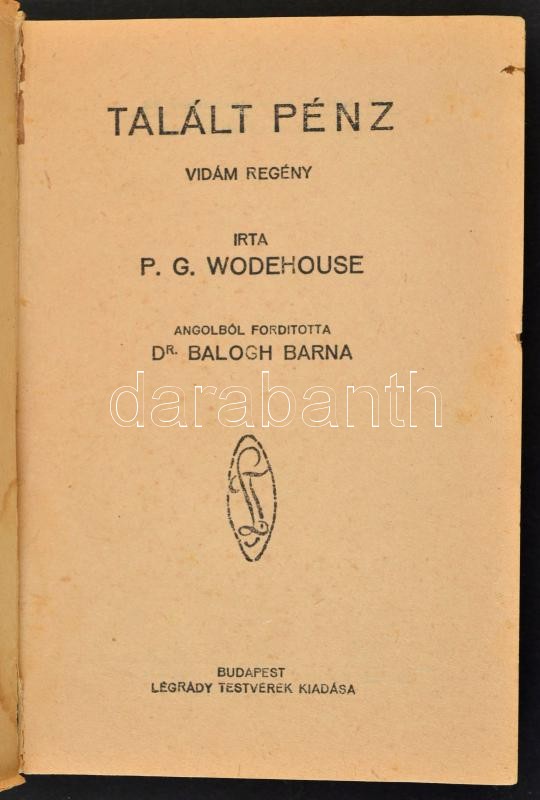 TALÁLT PÉNZ
VIDÁM REGÉNY
IRTA
P. G. WODEHOUSE
ANGOLBÓL FORDITOTTA
DR. BALOGH BARNA
darabanth
BUDAPEST
LÉGRÁDY TESTVÉREK KIADÁSA